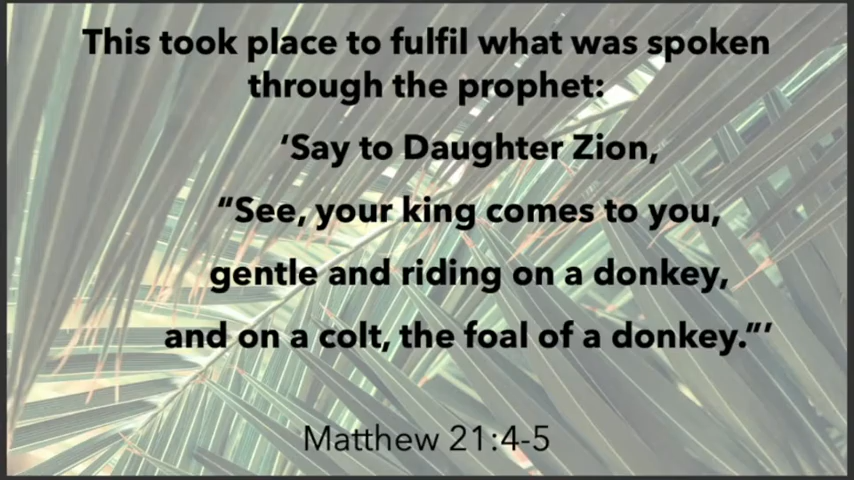 This took place to fulfil what was spoken
through the prophet:
‘Say to Daughter Zion,
“See, your king comes to you,
gentle and riding on a donkey,
and on a colt, the foal of a donkey.”’
Matthew 21:4-5